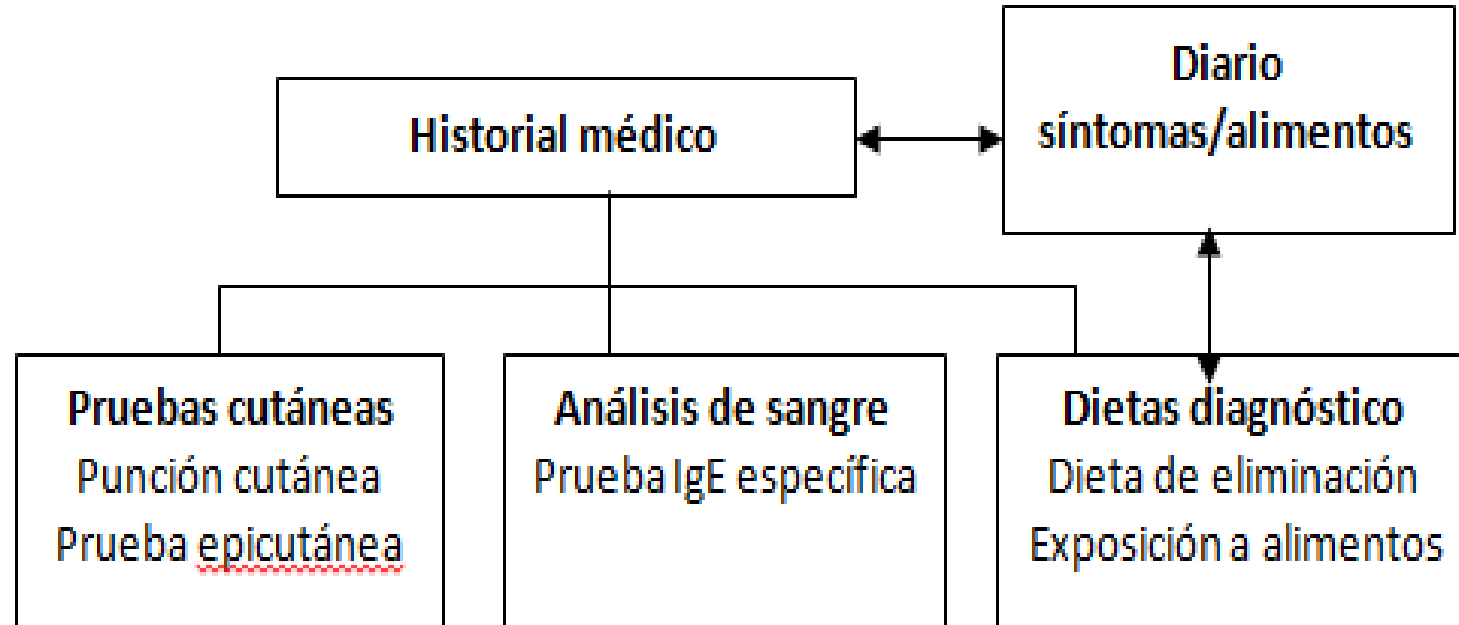 Historial médico
Diario
síntomas/alimentos
Pruebas cutáneas
Punción cutánea
Prueba epicutánea
Análisis de sangre
Prueba IgE específica
Dietas diagnóstico
Dieta de eliminación
Exposición a alimentos